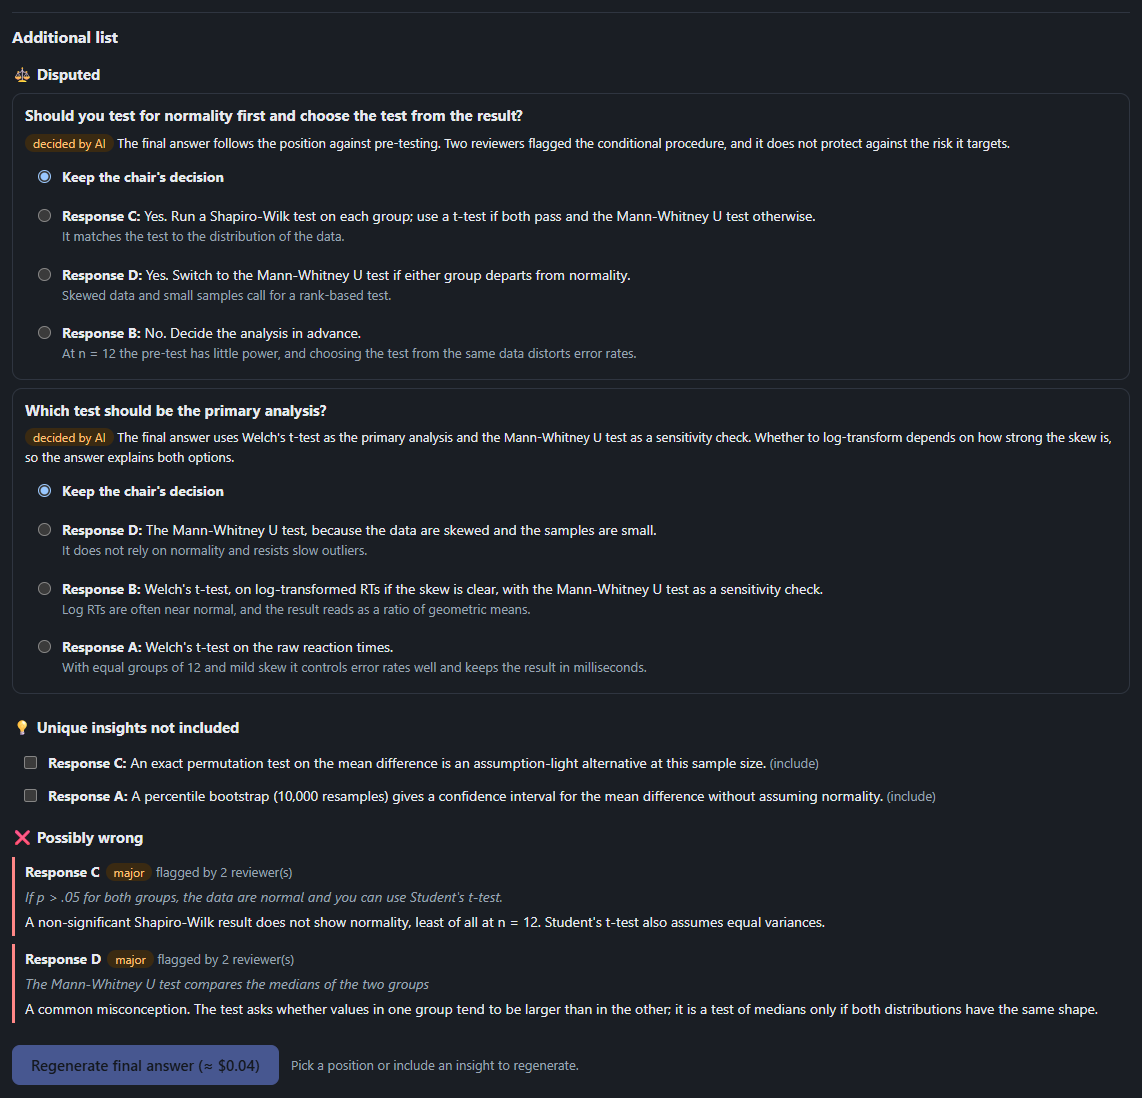 Additional list
Disputed
Should you test for normality first and choose the test from the result?
decided by AI The final answer follows the position against pre-testing. Two reviewers flagged the conditional procedure, and it does not protect against the risk it targets.
Keep the chair's decision
Response C: Yes. Run a Shapiro-Wilk test on each group; use a t-test if both pass and the Mann-Whitney U test otherwise.
It matches the test to the distribution of the data.
Response D: Yes. Switch to the Mann-Whitney U test if either group departs from normality.
Skewed data and small samples call for a rank-based test.
Response B: No. Decide the analysis in advance.
At n = 12 the pre-test has little power, and choosing the test from the same data distorts error rates.
Which test should be the primary analysis?
decided by AI The final answer uses Welch's t-test as the primary analysis and the Mann-Whitney U test as a sensitivity check. Whether to log-transform depends on how strong the skew is,
so the answer explains both options.
Keep the chair's decision
Response D: The Mann-Whitney U test, because the data are skewed and the samples are small.
It does not rely on normality and resists slow outliers.
Response B: Welch's t-test, on log-transformed RTs if the skew is clear, with the Mann-Whitney U test as a sensitivity check.
Log RTs are often near normal, and the result reads as a ratio of geometric means.
Response A: Welch's t-test on the raw reaction times.
With equal groups of 12 and mild skew it controls error rates well and keeps the result in milliseconds.
Unique insights not included
Response C: An exact permutation test on the mean difference is an assumption-light alternative at this sample size. (include)
Response A: A percentile bootstrap (10,000 resamples) gives a confidence interval for the mean difference without assuming normality. (include)
Possibly wrong
Response C major flagged by 2 reviewer(s)
If p > .05 for both groups, the data are normal and you can use Student's t-test.
A non-significant Shapiro-Wilk result does not show normality, least of all at n = 12. Student's t-test also assumes equal variances.
Response D major flagged by 2 reviewer(s)
The Mann-Whitney U test compares the medians of the two groups
A common misconception. The test asks whether values in one group tend to be larger than in the other; it is a test of medians only if both distributions have the same shape.
Regenerate final answer (≈ $0.04) Pick a position or include an insight to regenerate.